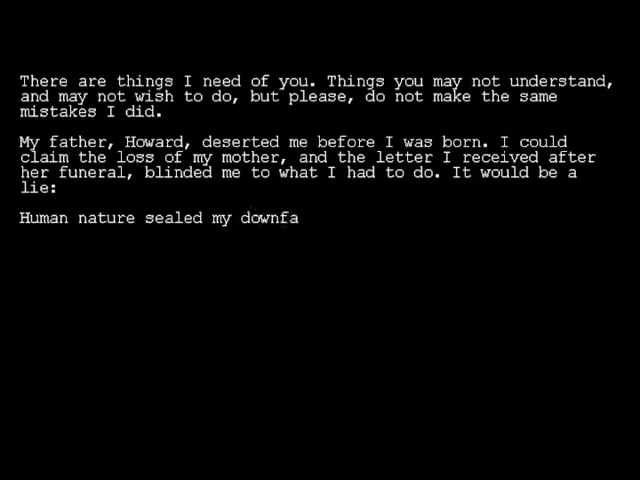 There are things I need of you. Things you may not understand,
and may not wish to do, but please, do not make the same
mistakes I did.
My father, Howard, deserted me before I was born. I could
claim the loss of my mother, and the letter I received after
her funeral, blinded me to what I had to do. It would be a
lie:
Human nature sealed my downfa